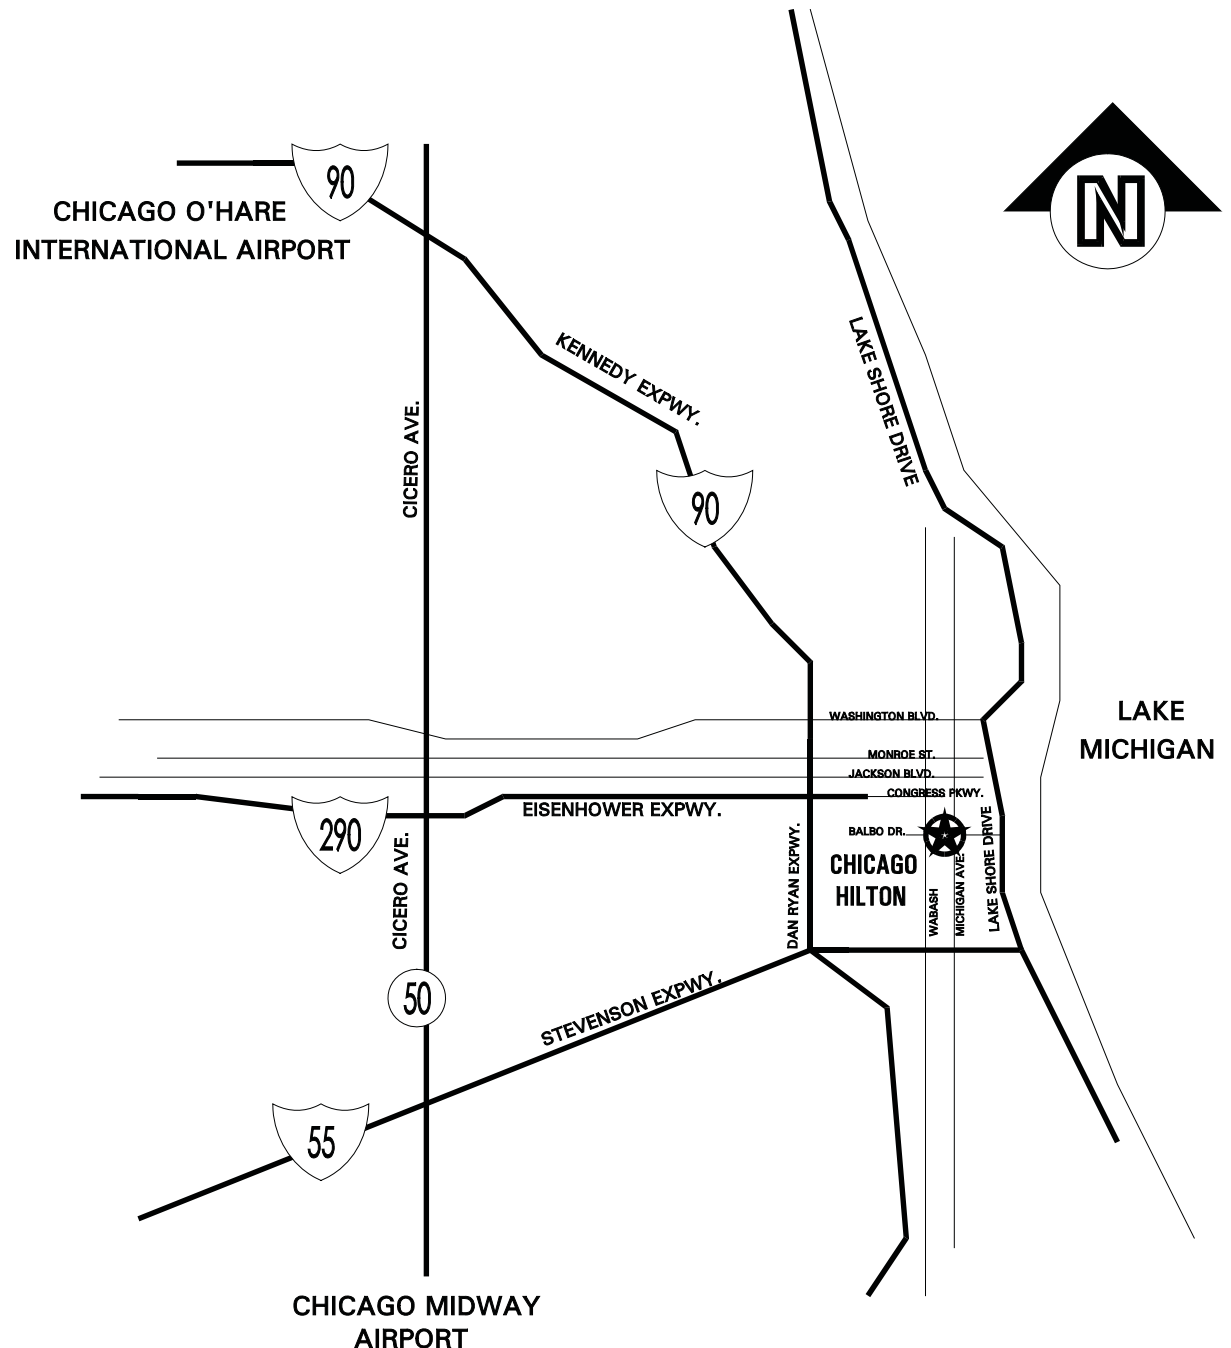 90
N
CHICAGO O'HARE
INTERNATIONAL AIRPORT
KENNEDY EXPWY.
LAKE SHORE DRIVE
CICERO AVE.
90
LAKE
MICHIGAN
WASHINGTON BLVD.
MONROE ST.
JACKSON BLVD.
CONGRESS PKWY.
EISENHOWER EXPWY.
290
BALBO DR.
CHICAGO
HILTON
CICERO AVE.
DAN RYAN EXPWY.
WABASH
MICHIGAN AVE.
LAKE SHORE DRIVE
50
STEVENSON EXPWY.
55
CHICAGO MIDWAY
AIRPORT